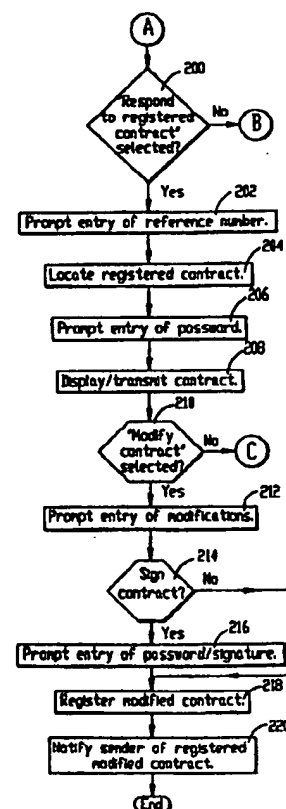 A
200
"Respond
to registered
contract"
selected?
No
B
Yes
202
Prompt entry of reference number.
204
Locate registered contract.
206
Prompt entry of password.
208
Display/transmit contract.
210
"Modify
contract"
selected?
No
C
Yes
212
Prompt entry of modifications.
214
Sign
contract?
No
Yes
216
Prompt entry of password/signature.
218
Register modified contract.
220
Notify sender of registered
modified contract.
End